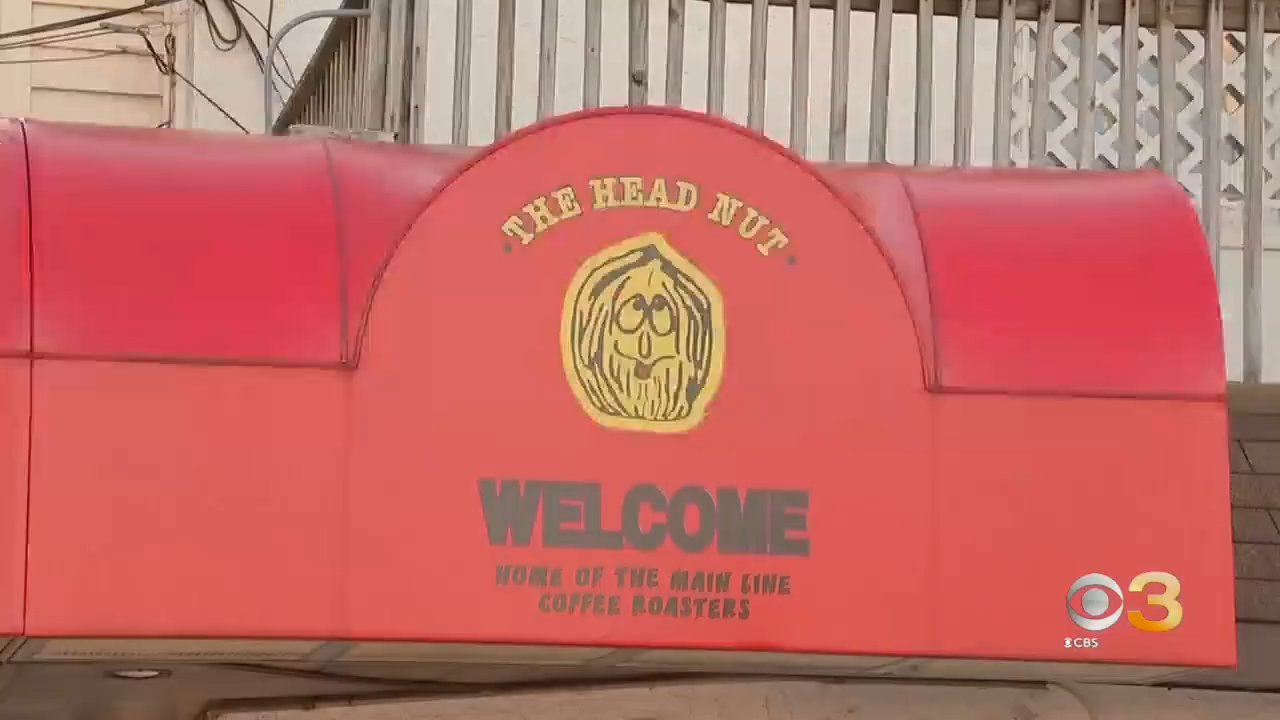 THE HEAD NUT
WELCOME
HOME OF THE MAIN LINE
COFFEE ROASTERS
3
CBS